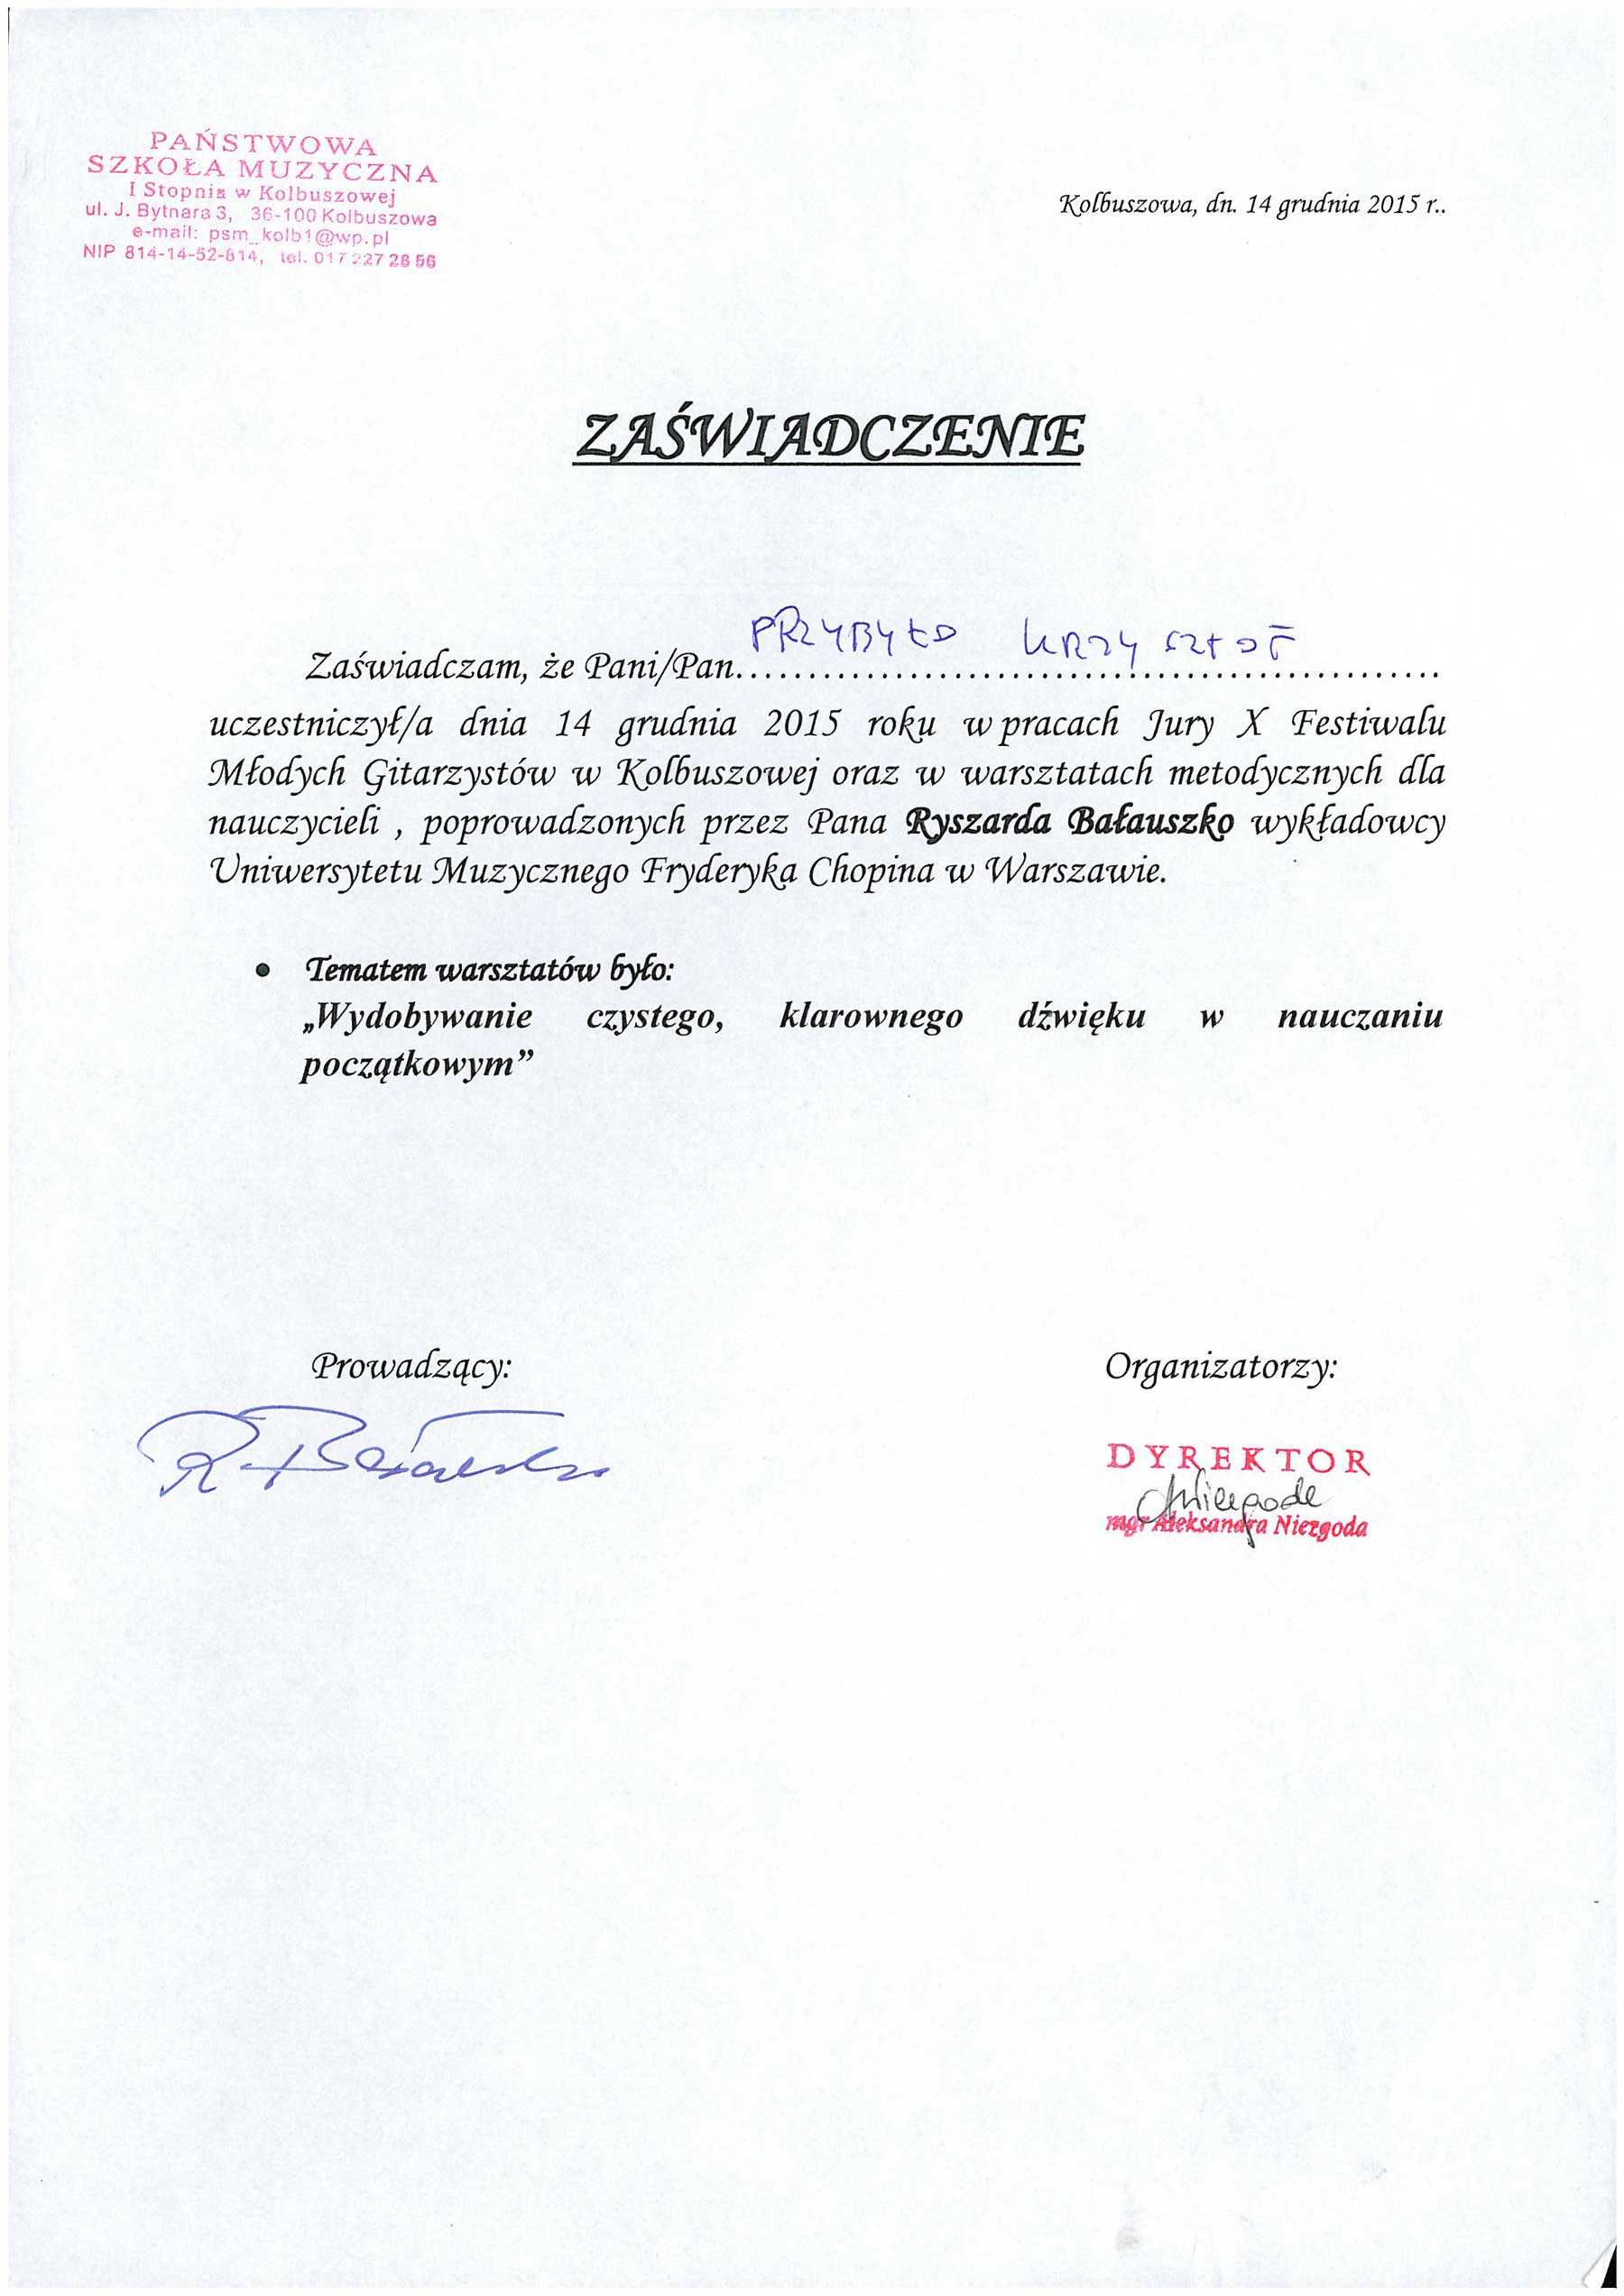 PAŃSTWOWA
SZKOŁA MUZYCZNA
I Stopnia w Kolbuszowej
ul. J. Bytnara 3, 36-100 Kolbuszowa
e-mail: psm_kolb1@wp.pl
NIP 814-14-52-814, tel. 017 227 28 56
Kolbuszowa, dn. 14 grudnia 2015 r..
ZAŚWIADCZENIE
Zaświadczam, że Pani/Pan PRZYBYŁO KRZYSZTOF
uczestniczył/a dnia 14 grudnia 2015 roku w pracach Jury X Festiwalu
Młodych Gitarzystów w Kolbuszowej oraz w warsztatach metodycznych dla
nauczycieli , poprowadzonych przez Pana Ryszarda Bałauszko wykładowcy
Uniwersytetu Muzycznego Fryderyka Chopina w Warszawie.
• Tematem warsztatów było:
„Wydobywanie czystego, klarownego dźwięku w nauczaniu
początkowym”
Prowadzący:
Organizatorzy:
DYREKTOR
mgr Aleksandra Niezgoda